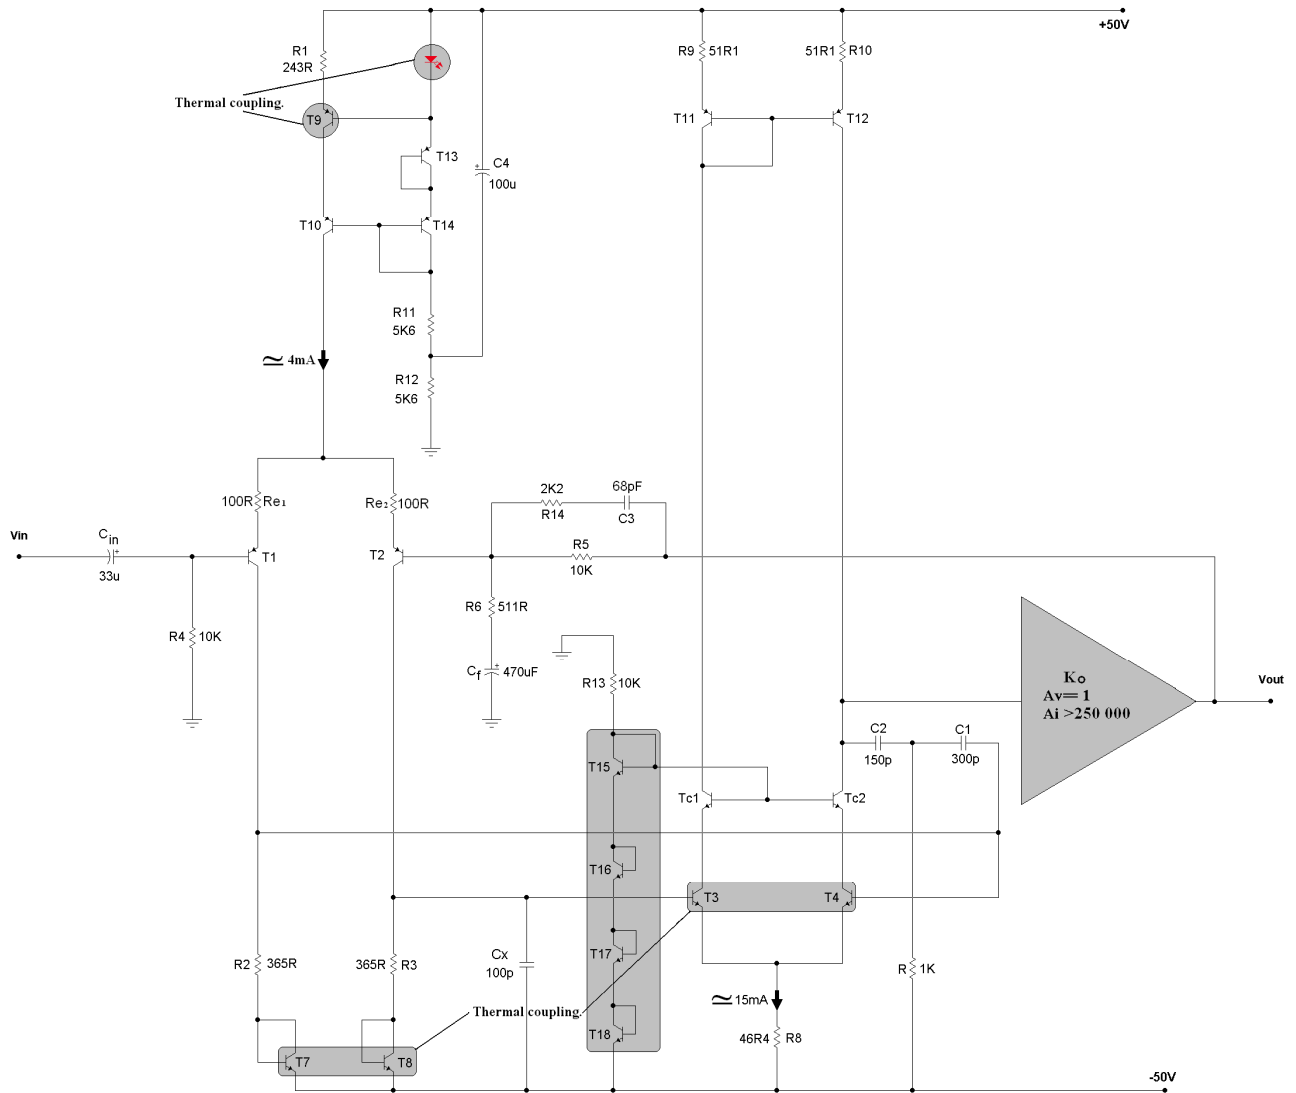 +50V
R1
243R
R9 51R1
51R1 R10
Thermal coupling.
T9
T11
T12
T13
C4
100u
T10
T14
R11
5K6
≃ 4mA
R12
5K6
100R Re1
Re2 100R
2K2
R14
68pF
C3
Vin
Cin
33u
T1
T2
R5
10K
R6 511R
R4 10K
Cf 470uF
R13 10K
Ko
Av== 1
Ai >250 000
Vout
C2
150p
C1
300p
T15
Tc1
Tc2
T16
T3
T4
R2 365R
365R R3
Cx
100p
T17
R 1K
≃ 15mA
Thermal coupling.
T18
46R4 R8
T7
T8
-50V